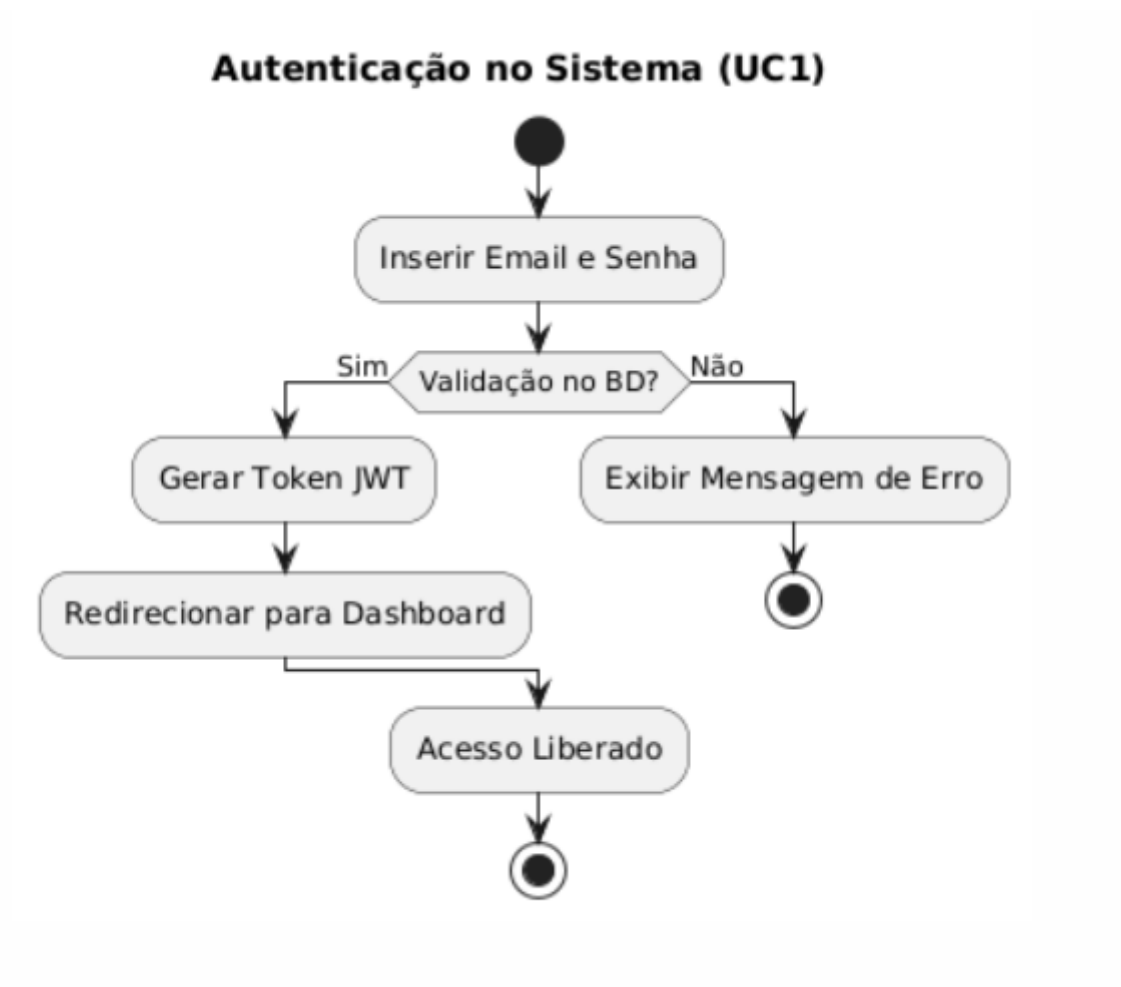 Autenticação no Sistema (UC1)
Inserir Email e Senha
Sim
Validação no BD?
Não
Gerar Token JWT
Exibir Mensagem de Erro
Redirecionar para Dashboard
Acesso Liberado